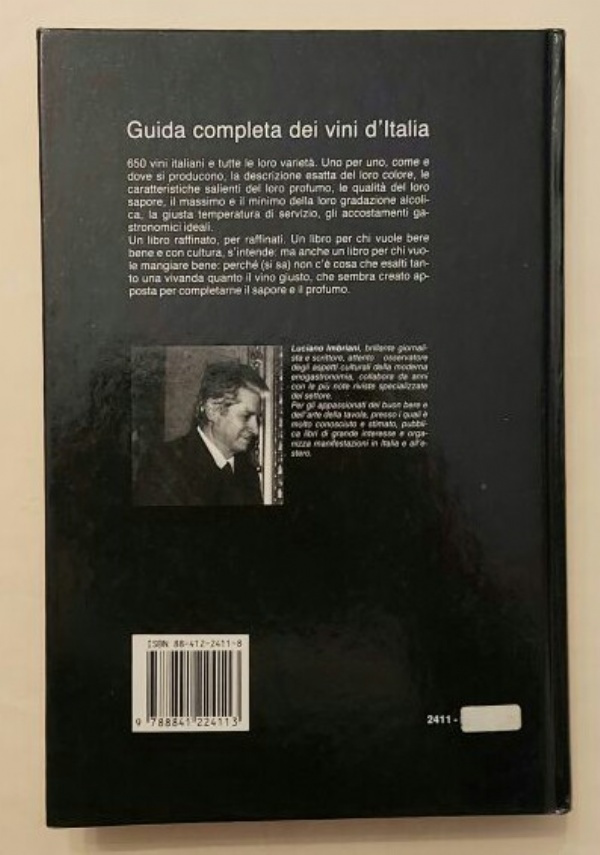 Guida completa dei vini d'Italia
650 vini italiani e tutte le loro varietà. Uno per uno, come e
dove si producono, la descrizione esatta del loro colore, le
caratteristiche salienti del loro profumo, le qualità del loro
sapore, il massimo e il minimo della loro gradazione alcoli-
ca, la giusta temperatura di servizio, gli accostamenti ga-
stronomici ideali.
Un libro raffinato, per raffinati. Un libro per chi vuole bere
bene e con cultura, s'intende: ma anche un libro per chi vuo-
le mangiare bene: perché (si sa) non c'è cosa che esalti tan-
to una vivanda quanto il vino giusto, che sembra creato ap-
posta per completarne il sapore e il profumo.
Luciano Imbriani, brillante giornali-
sta e scrittore, attento osservatore
degli aspetti culturali della moderna
enogastronomia, collabora da anni
con le più note riviste specializzate
del settore.
Per gli appassionati del buon bere e
dell'arte della tavola, presso i quali è
molto conosciuto e stimato, pubbli-
ca libri di grande interesse e orga-
nizza manifestazioni in Italia e all'e-
stero.
ISBN 88-412-2411-8
9 788841 224113
2411-